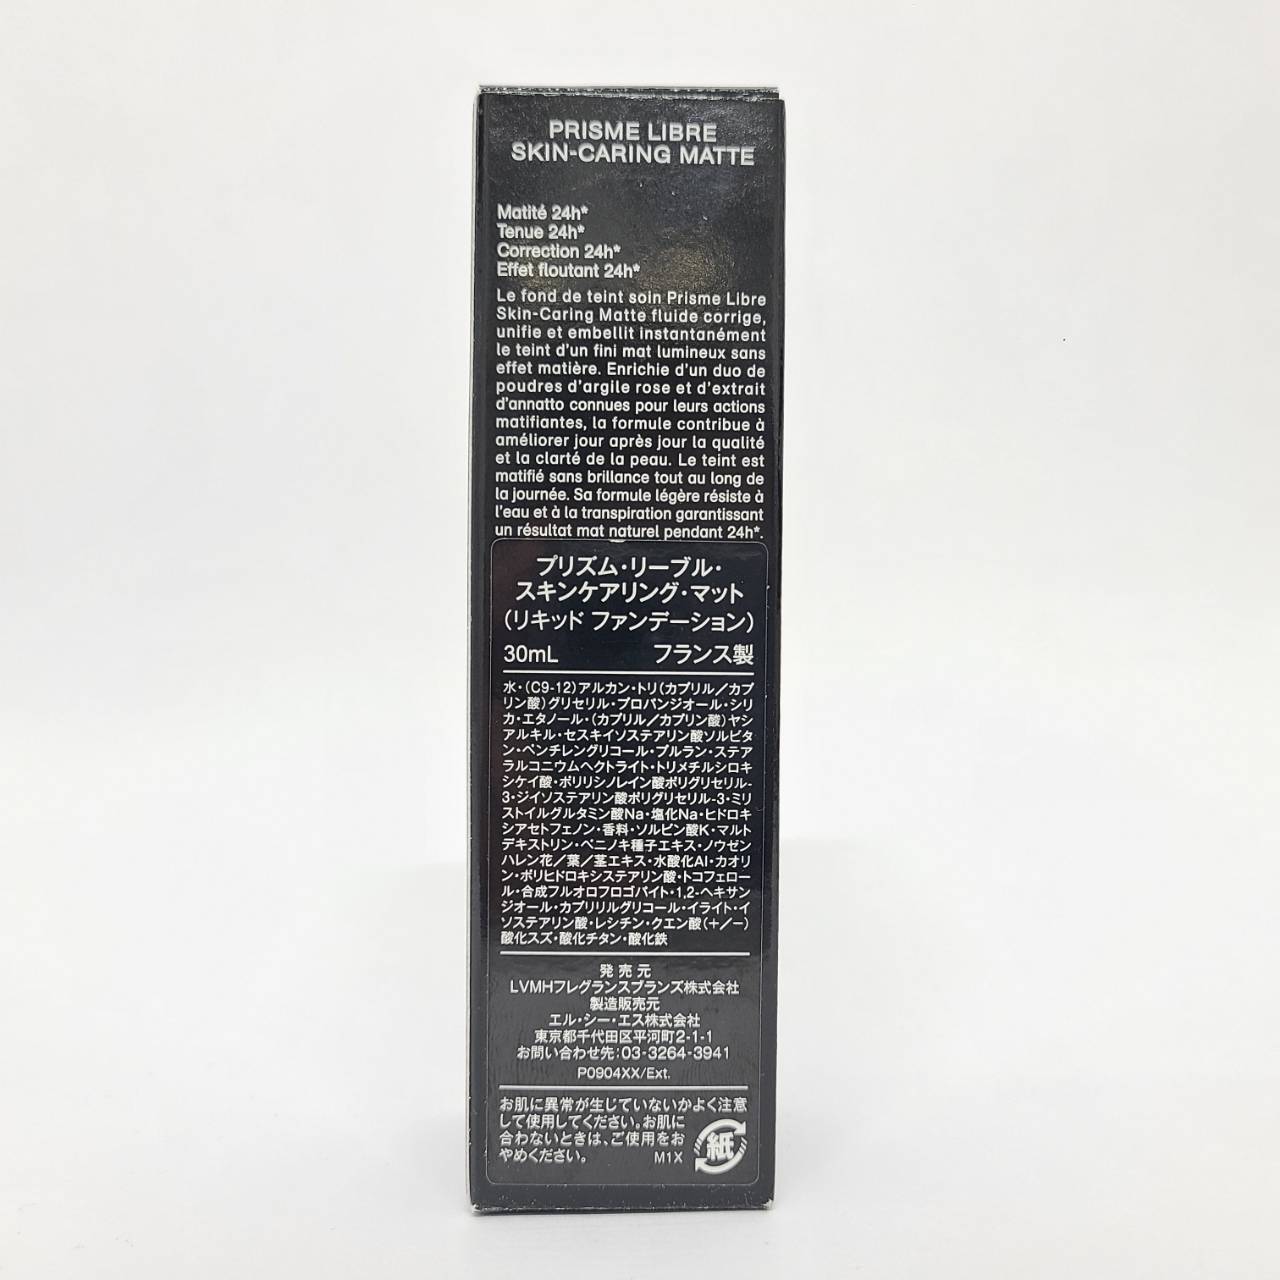 PRISME LIBRE
SKIN-CARING MATTE
Matité 24h*
Tenue 24h*
Correction 24h*
Effet floutant 24h*
Le fond de teint soin Prisme Libre
Skin-Caring Matte fluide corrige,
unifie et embellit instantanément
le teint d'un fini mat lumineux sans
effet matière. Enrichie d'un duo de
poudres d'argile rose et d'extrait
d'annatto connues pour leurs actions
matifiantes, la formule contribue à
améliorer jour après jour la qualité
et la clarté de la peau. Le teint est
matifié sans brillance tout au long de
la journée. Sa formule légère résiste à
l'eau et à la transpiration garantissant
un résultat mat naturel pendant 24h*.
プリズム・リーブル・
スキンケアリング・マット
(リキッド ファンデーション)
30mL フランス製
水・(C9-12)アルカン・トリ(カプリル/カプ
リン酸)グリセリル・プロパンジオール・シリ
カ・エタノール・(カプリル/カプリン酸)ヤシ
アルキル・セスキイソステアリン酸ソルビタ
ン・ペンチレングリコール・プルラン・ステア
ラルコニウムヘクトライト・トリメチルシロキ
シケイ酸・ポリリシノレイン酸ポリグリセリル-
3・ジイソステアリン酸ポリグリセリル-3・ミリ
ストイルグルタミン酸Na・塩化Na・ヒドロキ
シアセトフェノン・香料・ソルビン酸K・マルト
デキストリン・ベニノキ種子エキス・ノウゼン
ハレン花/葉/茎エキス・水酸化Al・カオリ
ン・ポリヒドロキシステアリン酸・トコフェロー
ル・合成フルオロフロゴパイト・1,2-ヘキサン
ジオール・カプリリルグリコール・イライト・イ
ソステアリン酸・レシチン・クエン酸(+/-)
酸化スズ・酸化チタン・酸化鉄
発売元
LVMHフレグランスブランズ株式会社
製造販売元
エル・シー・エス株式会社
東京都千代田区平河町2-1-1
お問い合わせ先:03-3264-3941
P0904XX/Ext.
お肌に異常が生じていないかよく注意
して使用してください。お肌に
合わないときは、ご使用をお
やめください。 M1X
紙